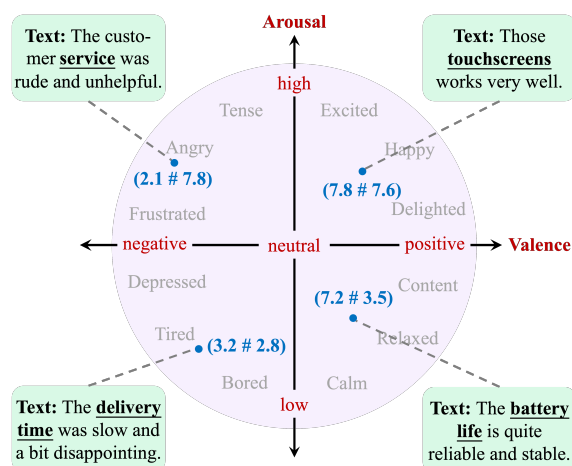 Arousal
Text: The custo-
mer service was
rude and unhelpful.
Text: Those
touchscreens
works very well.
high
Tense
Excited
Angry
Happy
(2.1 # 7.8)
(7.8 # 7.6)
Frustrated
Delighted
negative
neutral
positive
Valence
Depressed
Content
(7.2 # 3.5)
Tired
(3.2 # 2.8)
Relaxed
Bored
Calm
low
Text: The delivery
time was slow and
a bit disappointing.
Text: The battery
life is quite
reliable and stable.